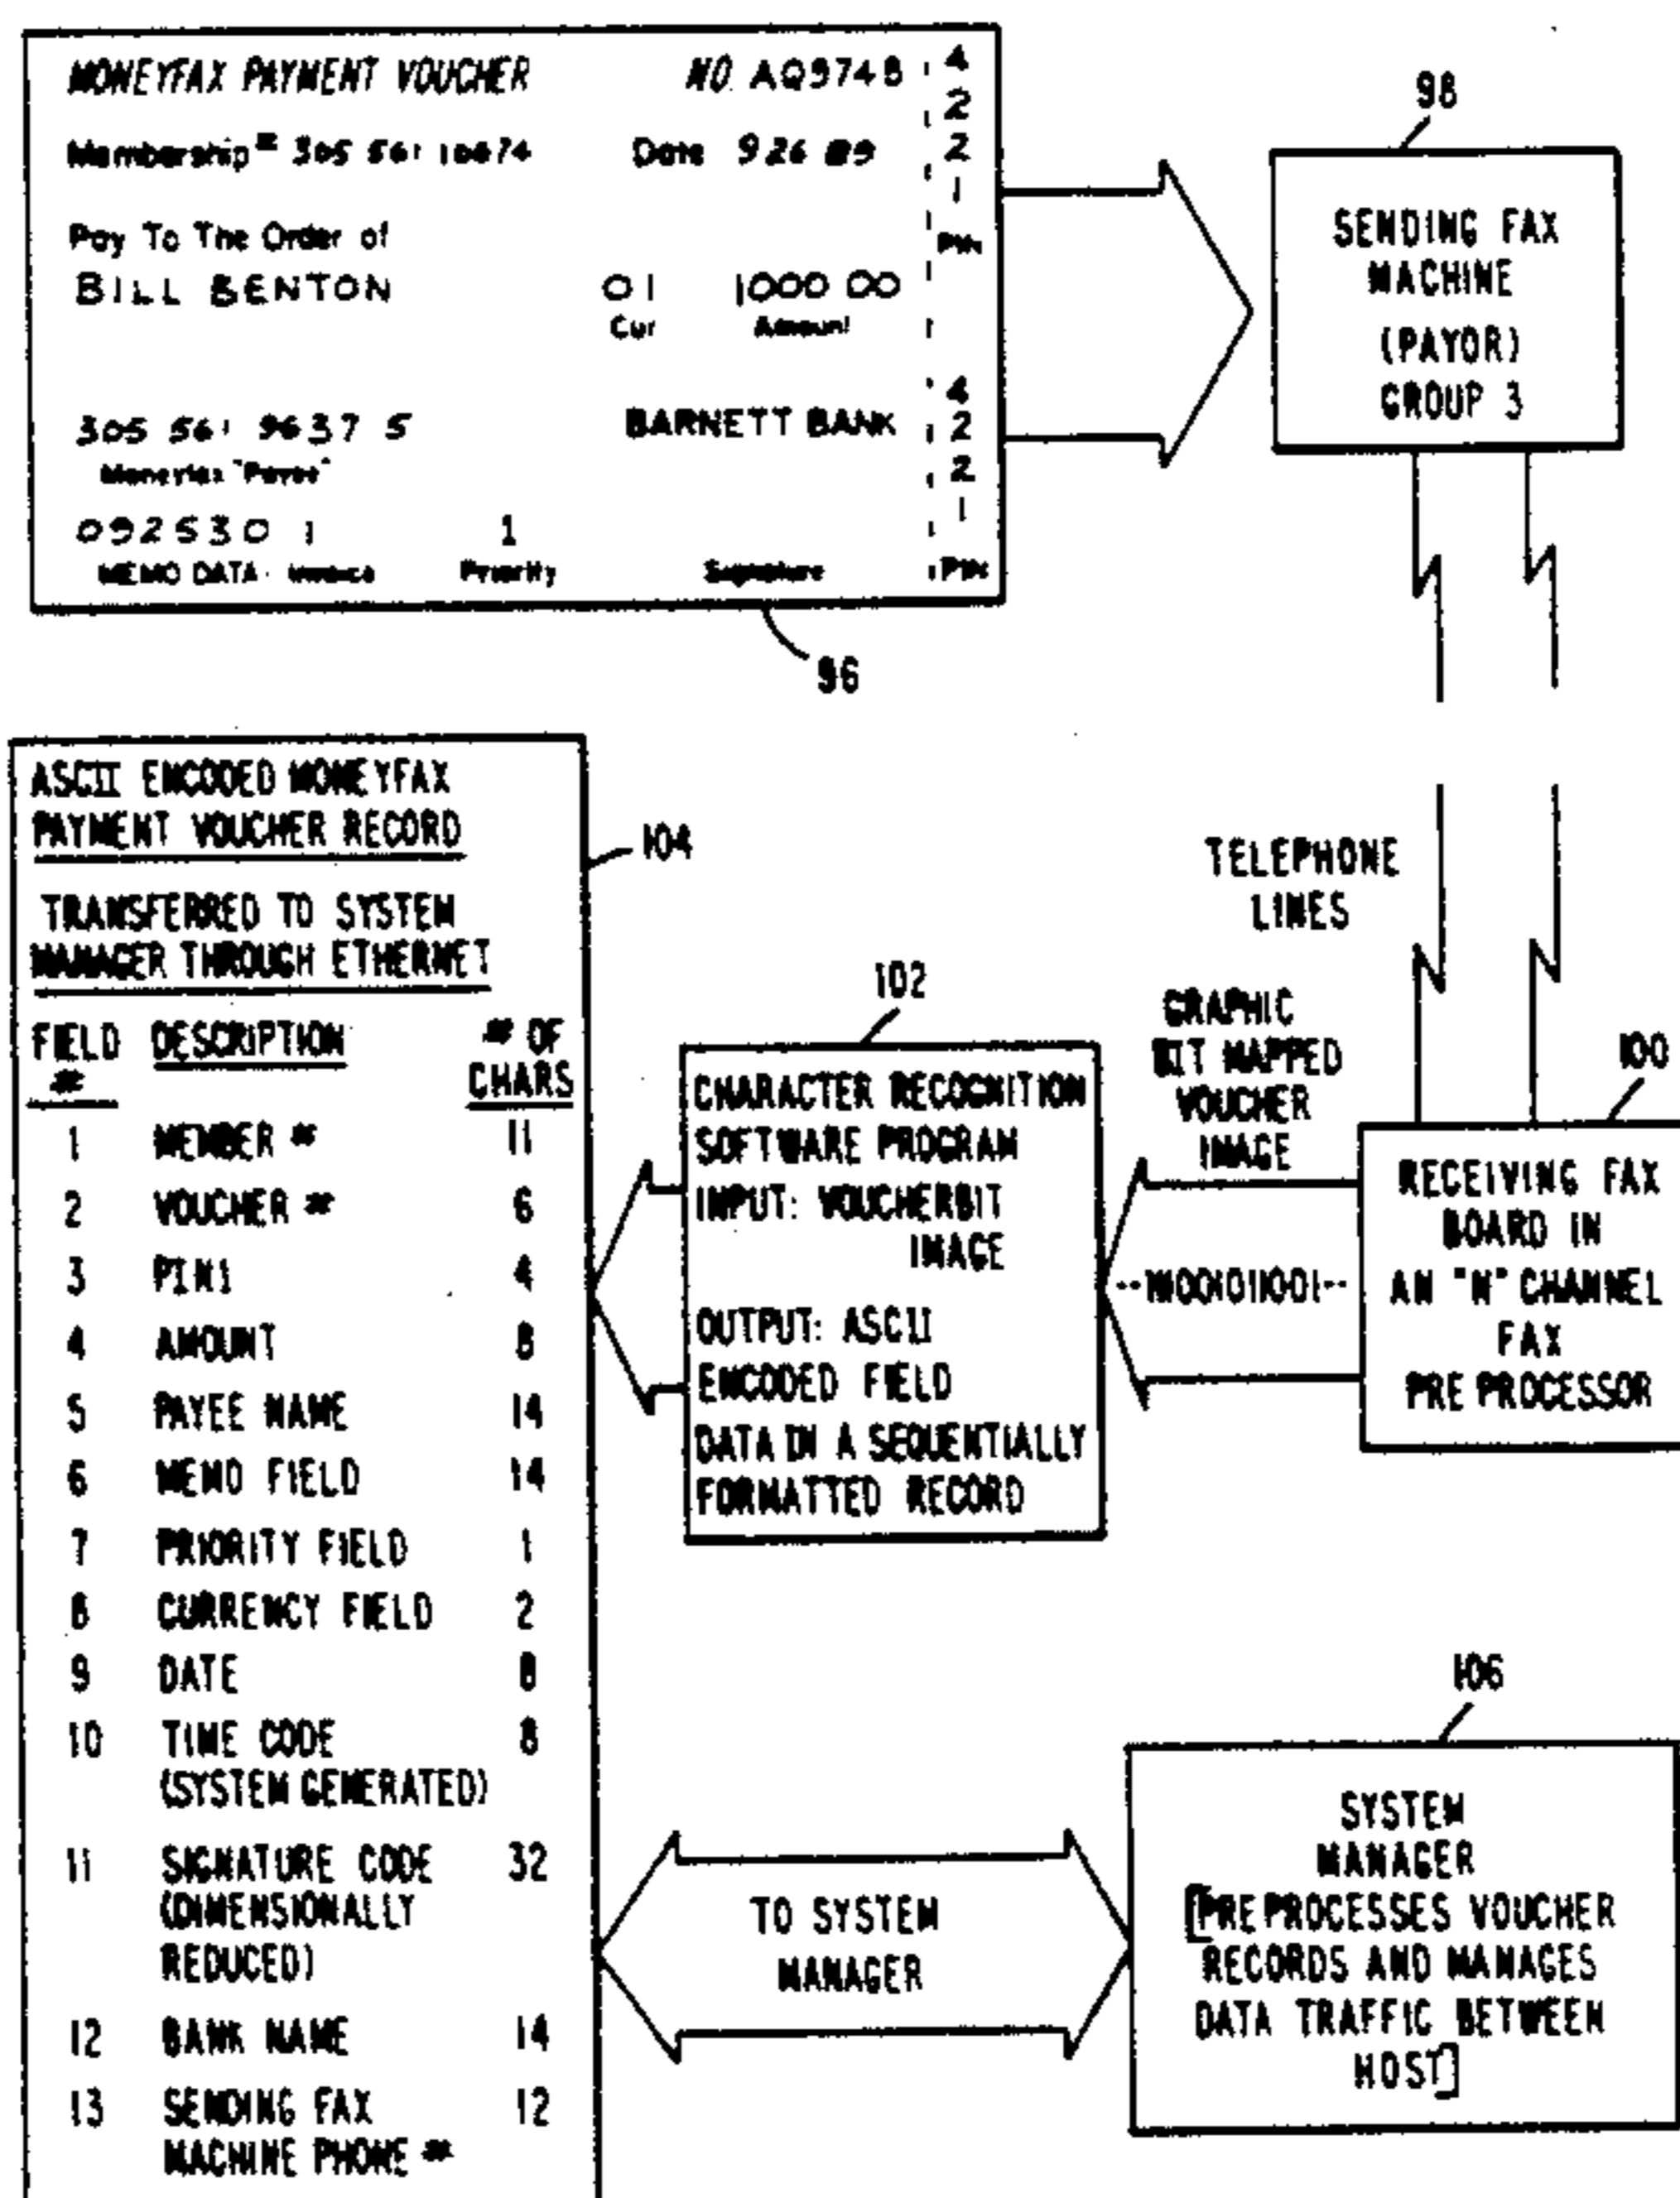 MONEYFAX PAYMENT VOUCHER NO. AQ9748
Membership # 305 561 10674 Date 9 26 89
Pay To The Order of
BILL BENTON 01 1000 00
Cur Amount
305 561 9637 5 BARNETT BANK
Moneyfax "Payee"
092530 1 1
MEMO DATA - Invoice Priority Signature
4
2
2
1
PIN
4
2
2
1
PIN
96
98
SENDING FAX
MACHINE
(PAYOR)
GROUP 3
TELEPHONE
LINES
100
RECEIVING FAX
BOARD IN
AN "N" CHANNEL
FAX
PRE PROCESSOR
GRAPHIC
BIT MAPPED
VOUCHER
IMAGE
102
CHARACTER RECOGNITION
SOFTWARE PROGRAM
INPUT: VOUCHERBIT
IMAGE
OUTPUT: ASCII
ENCODED FIELD
DATA IN A SEQUENTIALLY
FORMATTED RECORD
104
ASCII ENCODED MONEYFAX
PAYMENT VOUCHER RECORD
TRANSFERRED TO SYSTEM
MANAGER THROUGH ETHERNET
FIELD # DESCRIPTION # OF CHARS
1 MEMBER # 11
2 VOUCHER # 6
3 PIN1 4
4 AMOUNT 8
5 PAYEE NAME 14
6 MEMO FIELD 14
7 PRIORITY FIELD 1
8 CURRENCY FIELD 2
9 DATE 8
10 TIME CODE 8
(SYSTEM GENERATED)
11 SIGNATURE CODE 32
(DIMENSIONALLY
REDUCED)
12 BANK NAME 14
13 SENDING FAX 12
MACHINE PHONE #
TO SYSTEM
MANAGER
106
SYSTEM
MANAGER
[PRE PROCESSES VOUCHER
RECORDS AND MANAGES
DATA TRAFFIC BETWEEN
HOST]